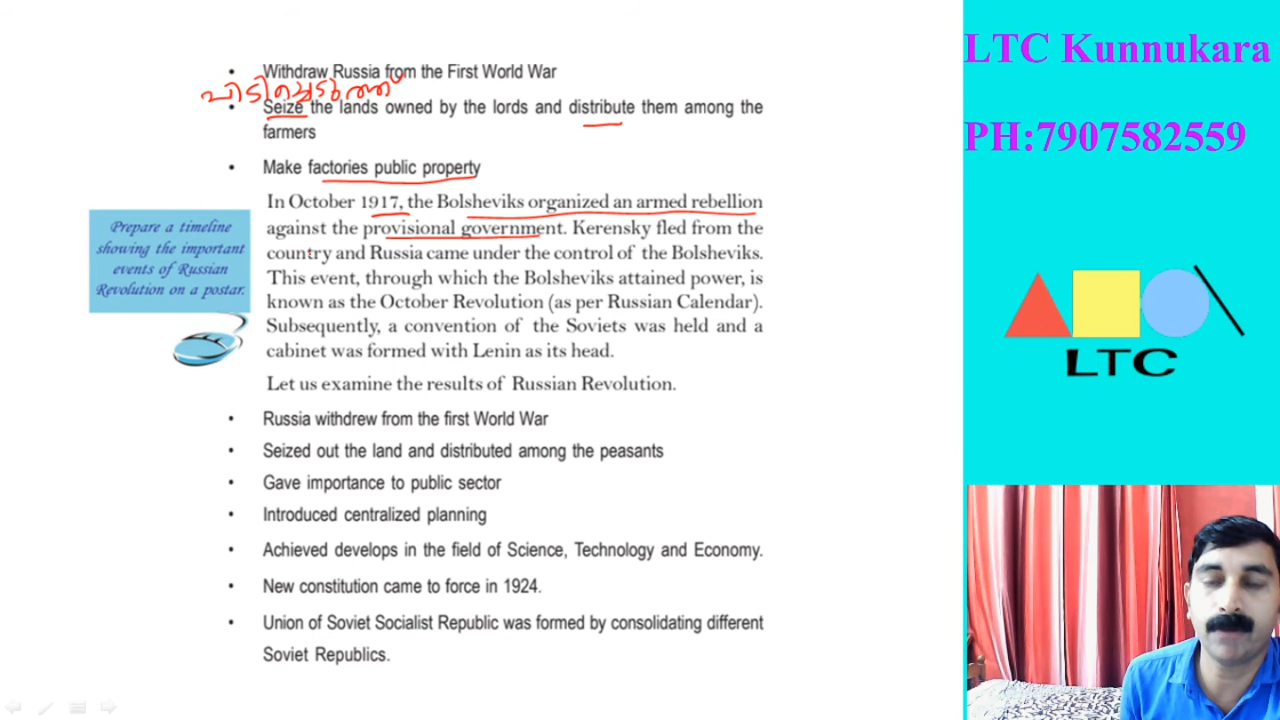 LTC Kunnukara
PH:7907582559
LTC
• Withdraw Russia from the First World War
പിടിച്ചെടുത്ത്
• Seize the lands owned by the lords and distribute them among the
farmers
• Make factories public property
In October 1917, the Bolsheviks organized an armed rebellion
against the provisional government. Kerensky fled from the
country and Russia came under the control of the Bolsheviks.
This event, through which the Bolsheviks attained power, is
known as the October Revolution (as per Russian Calendar).
Subsequently, a convention of the Soviets was held and a
cabinet was formed with Lenin as its head.
Let us examine the results of Russian Revolution.
Prepare a timeline
showing the important
events of Russian
Revolution on a postar.
• Russia withdrew from the first World War
• Seized out the land and distributed among the peasants
• Gave importance to public sector
• Introduced centralized planning
• Achieved develops in the field of Science, Technology and Economy.
• New constitution came to force in 1924.
• Union of Soviet Socialist Republic was formed by consolidating different
Soviet Republics.